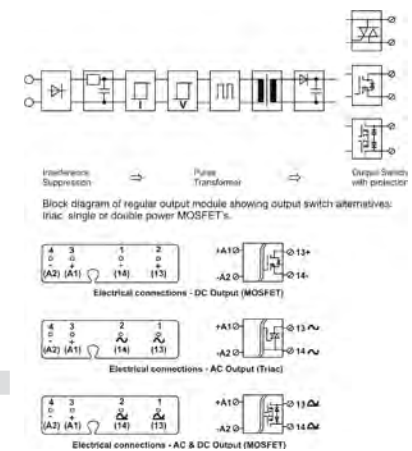 I
V
Interference
Suppression
⇒
Pulse
Transformer
⇒
Output Switch
with protection
Block diagram of regular output module showing output switch alternatives:
triac, single or double power MOSFET's.
4 3 1 2
- + - +
(A2) (A1) (14) (13)
+A1 13+
-A2 14-
Electrical connections - DC Output (MOSFET)
4 3 2 1
- + ~ ~
(A2) (A1) (14) (13)
+A1 13 ~
-A2 14 ~
Electrical connections - AC Output (Triac)
4 3 2 1
- +
(A2) (A1) (14) (13)
+A1 13
-A2 14
Electrical connections - AC & DC Output (MOSFET)